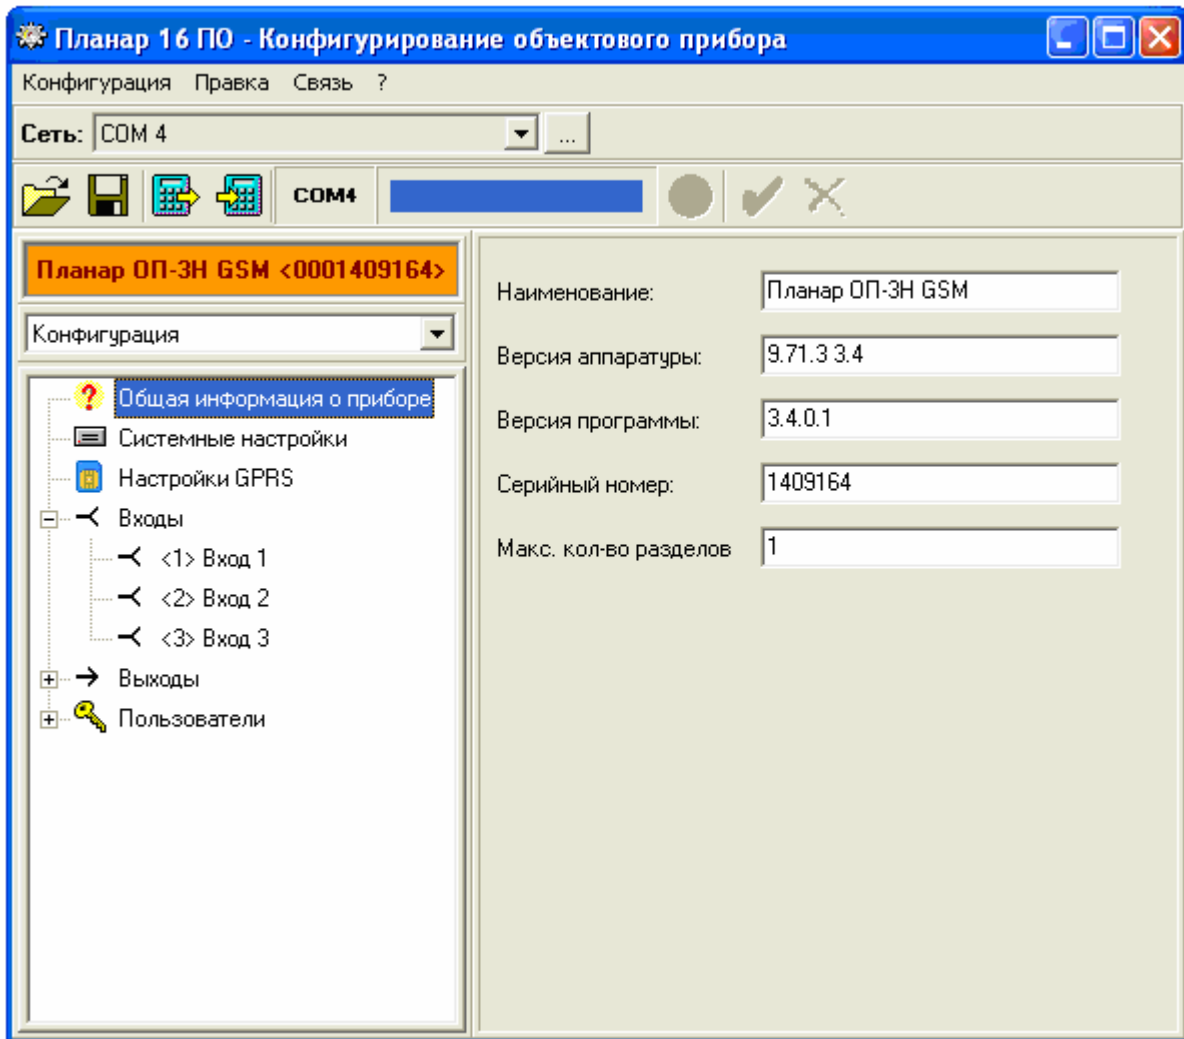 Планар 16 ПО - Конфигурирование объектового прибора
Конфигурация Правка Связь ?
Сеть: COM 4 ...
COM4
Планар ОП-3Н GSM <0001409164>
Конфигурация
Общая информация о приборе
Системные настройки
Настройки GPRS
Входы
<1> Вход 1
<2> Вход 2
<3> Вход 3
Выходы
Пользователи
Наименование: Планар ОП-3Н GSM
Версия аппаратуры: 9.71.3 3.4
Версия программы: 3.4.0.1
Серийный номер: 1409164
Макс. кол-во разделов 1